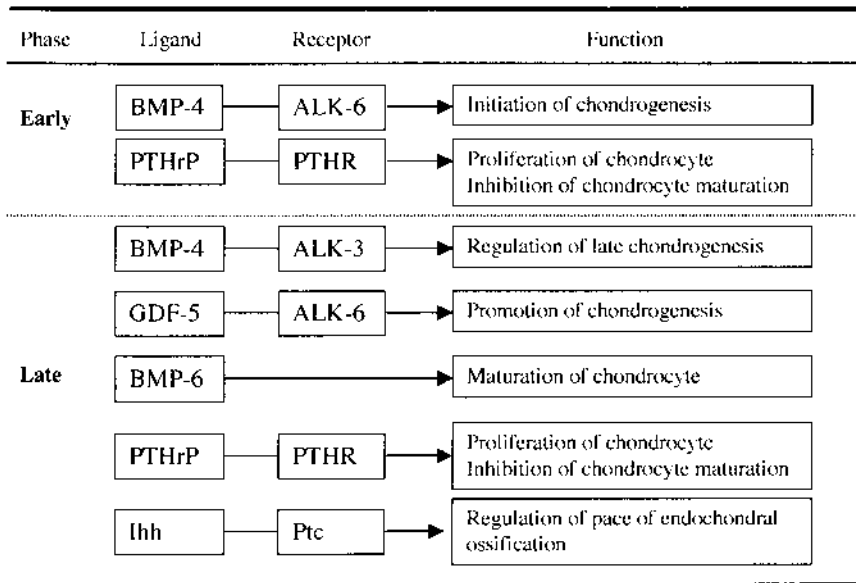 Phase Ligand Receptor Function
Early
BMP-4 ALK-6 Initiation of chondrogenesis
PTHrP PTHR Proliferation of chondrocyte
Inhibition of chondrocyte maturation
Late
BMP-4 ALK-3 Regulation of late chondrogenesis
GDF-5 ALK-6 Promotion of chondrogenesis
BMP-6 Maturation of chondrocyte
PTHrP PTHR Proliferation of chondrocyte
Inhibition of chondrocyte maturation
Ihh Ptc Regulation of pace of endochondral
ossification